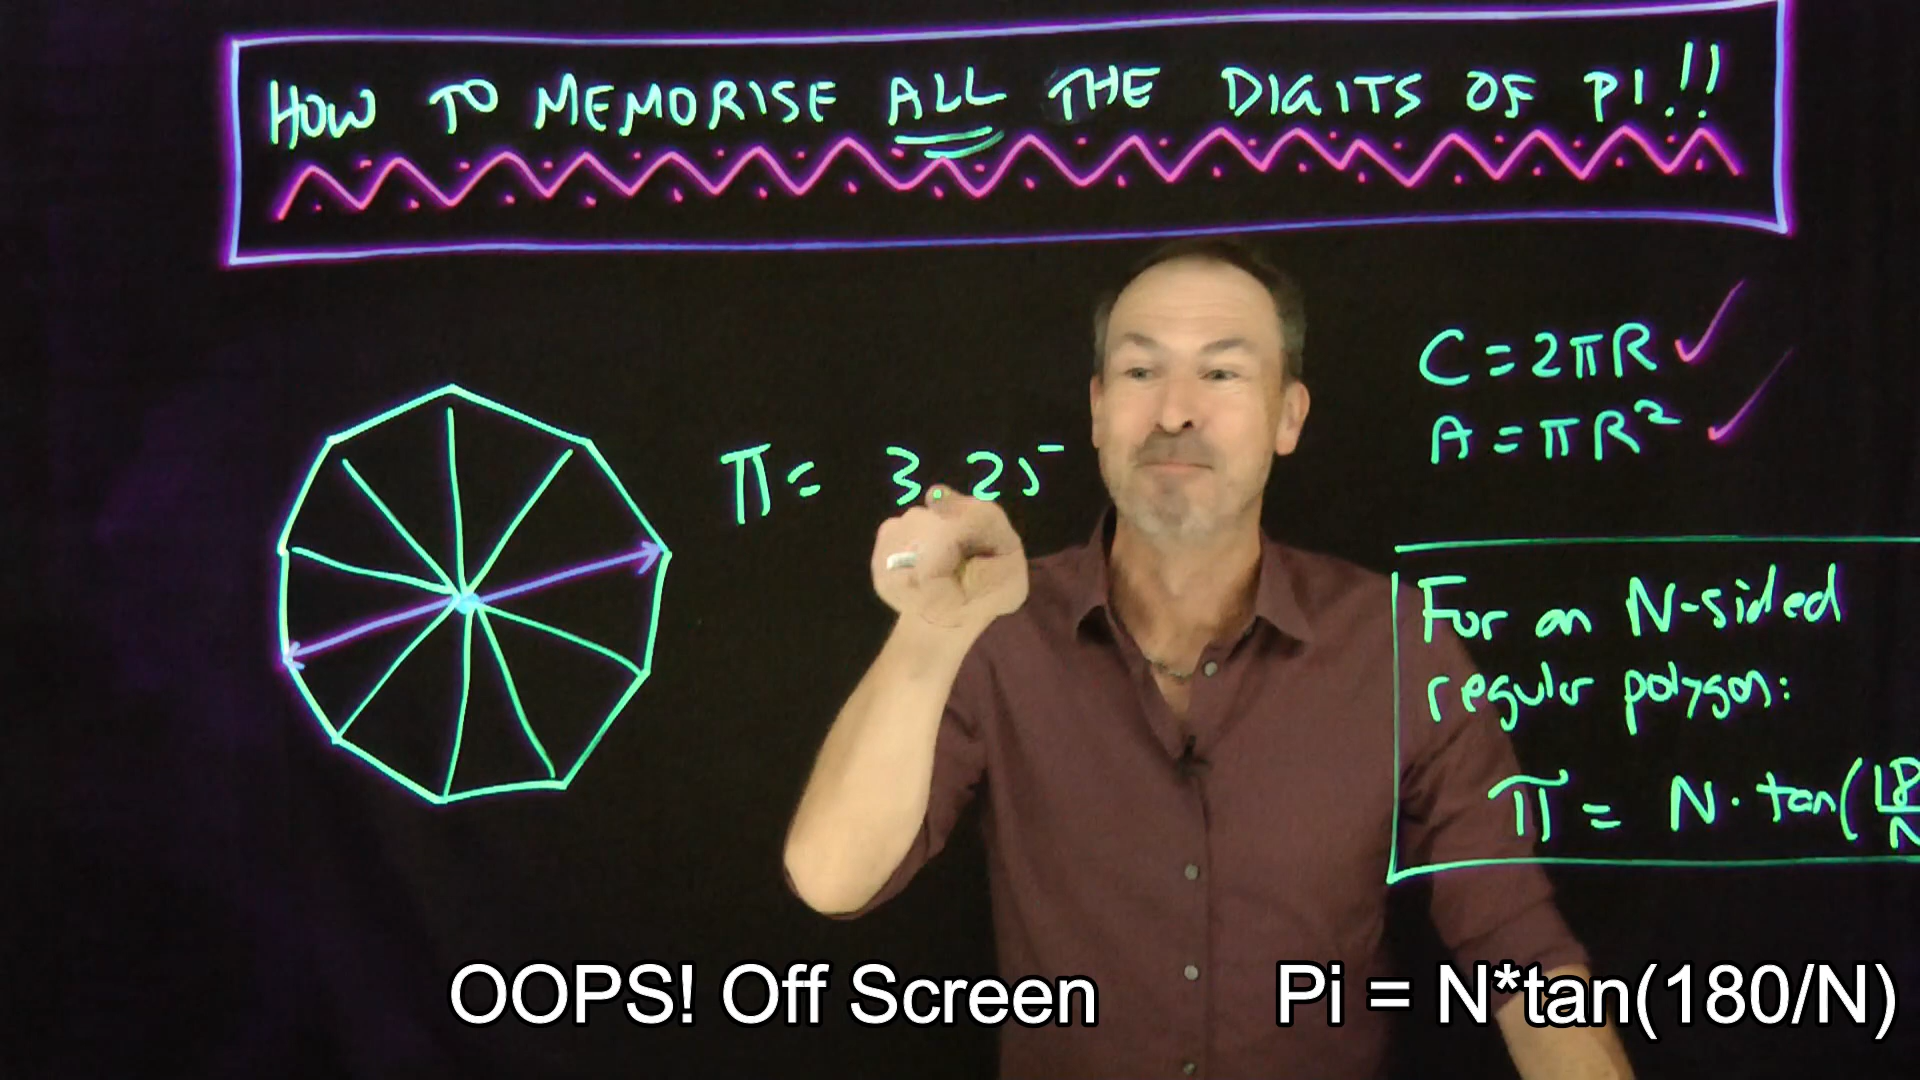 HOW TO MEMORISE ALL THE DIGITS OF PI!!
π = 3.25
C = 2πR ✓
A = πR² ✓
For an N-sided
regular polygon:
π = N · tan(18
N
OOPS! Off Screen
Pi = N*tan(180/N)